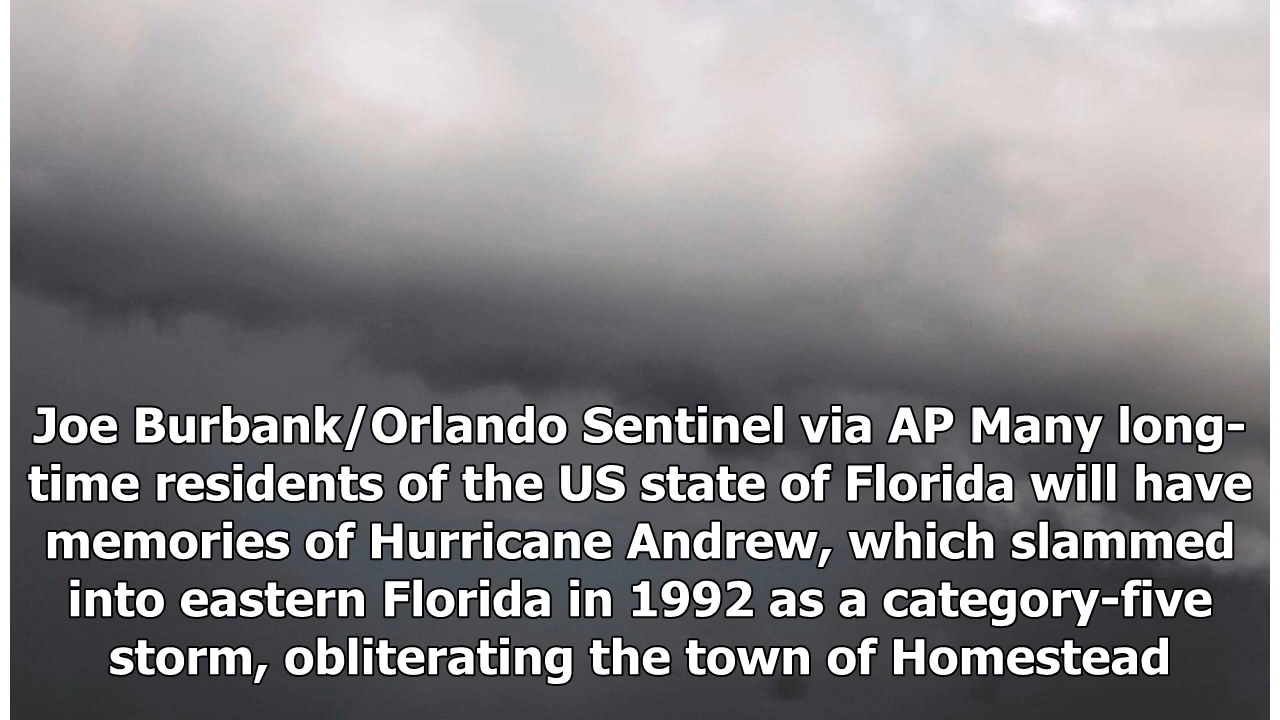 Joe Burbank/Orlando Sentinel via AP Many long-
time residents of the US state of Florida will have
memories of Hurricane Andrew, which slammed
into eastern Florida in 1992 as a category-five
storm, obliterating the town of Homestead